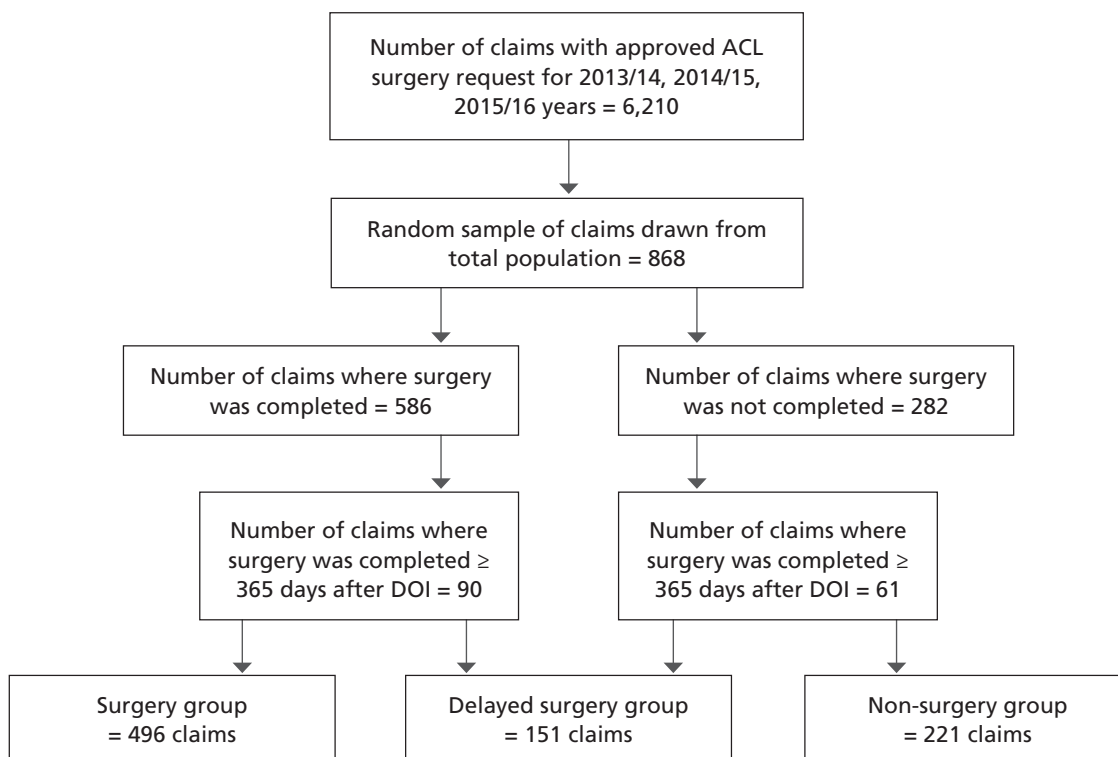 Number of claims with approved ACL
surgery request for 2013/14, 2014/15,
2015/16 years = 6,210
Random sample of claims drawn from
total population = 868
Number of claims where surgery
was completed = 586
Number of claims where surgery
was not completed = 282
Number of claims where
surgery was completed ≥
365 days after DOI = 90
Number of claims where
surgery was completed ≥
365 days after DOI = 61
Surgery group
= 496 claims
Delayed surgery group
= 151 claims
Non-surgery group
= 221 claims